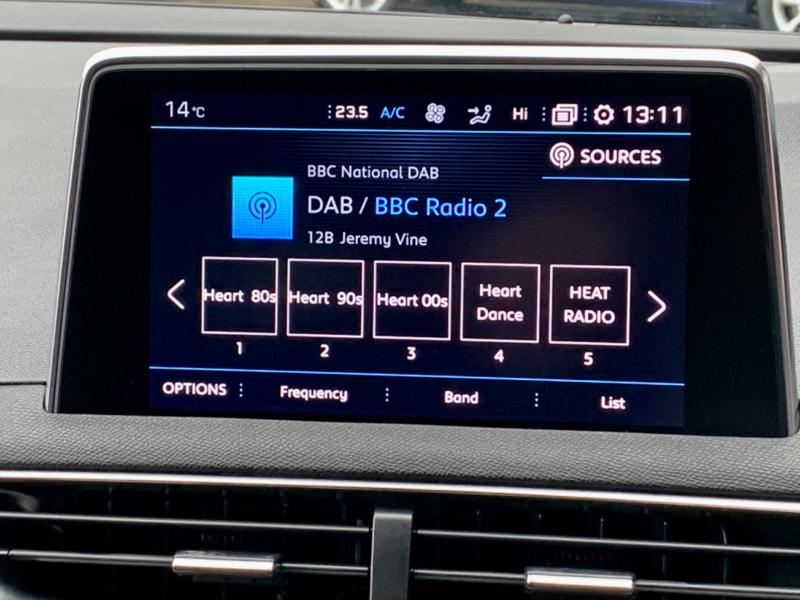 14°C
23.5 A/C Hi 13:11
SOURCES
BBC National DAB
DAB / BBC Radio 2
12B Jeremy Vine
Heart 80s
Heart 90s
Heart 00s
Heart
Dance
HEAT
RADIO
1 2 3 4 5
OPTIONS Frequency Band List